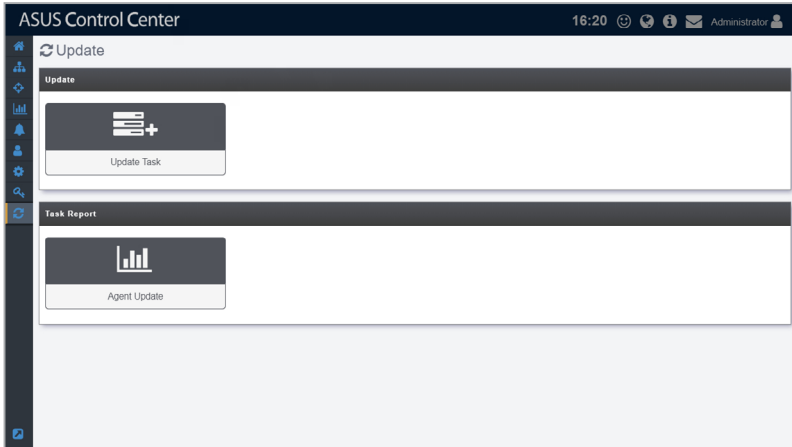 ASUS Control Center
16:20 Administrator
Update
Update
Update Task
Task Report
Agent Update